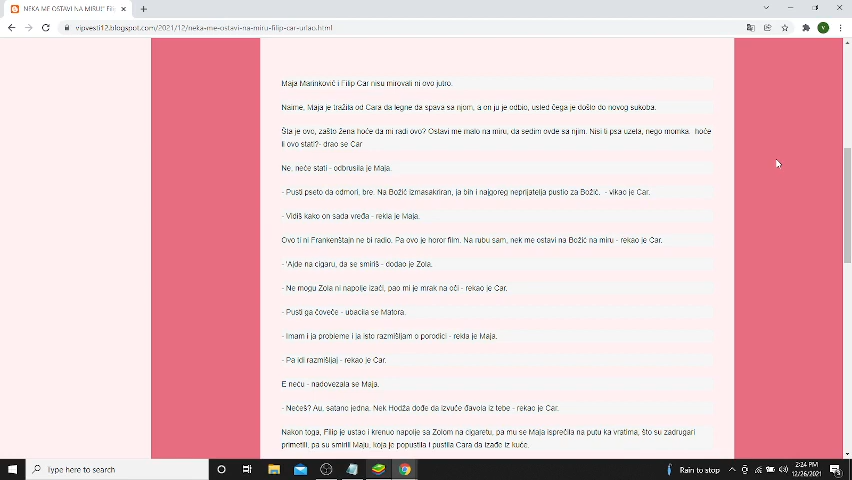 NEKA ME OSTAVI NA MIRU!" Fili
vipvesti12.blogspot.com/2021/12/neka-me-ostavi-na-miru-filip-car-urlao.html
V
Maja Marinković i Filip Car nisu mirovali ni ovo jutro.
Naime, Maja je tražila od Cara da legne da spava sa njom, a on ju je odbio, usled čega je došlo do novog sukoba.
Šta je ovo, zašto žena hoće da mi radi ovo? Ostavi me malo na miru, da sedim ovde sa njim. Nisi ti psa uzela, nego momka. hoće
li ovo stati?- drao se Car
Ne, neće stati - odbrusila je Maja.
- Pusti pseto da odmori, bre. Na Božić izmasakriran, ja bih i najgoreg neprijatelja pustio za Božić. - vikao je Car.
- Vidiš kako on sada vređa - rekla je Maja.
Ovo ti ni Frankenštajn ne bi radio. Pa ovo je horor film. Na rubu sam, nek me ostavi na Božić na miru - rekao je Car.
- 'Ajde na cigaru, da se smiriš - dodao je Zola.
- Ne mogu Zola ni napolje izaći, pao mi je mrak na oči - rekao je Car.
- Pusti ga čoveče - ubacila se Matora.
- Imam i ja probleme i ja isto razmišljam o porodici - rekla je Maja.
- Pa idi razmišljaj - rekao je Car.
E neću - nadovezala se Maja.
- Nećeš? Au, satano jedna. Nek Hodža dođe da izvuče đavola iz tebe - rekao je Car.
Nakon toga, Filip je ustao i krenuo napolje sa Zolom na cigaretu, pa mu se Maja isprečila na putu ka vratima, što su zadrugari
primetili, pa su smirili Maju, koja je popustila i pustila Cara da izađe iz kuće.
Type here to search
Rain to stop
2:24 PM
12/26/2021
3